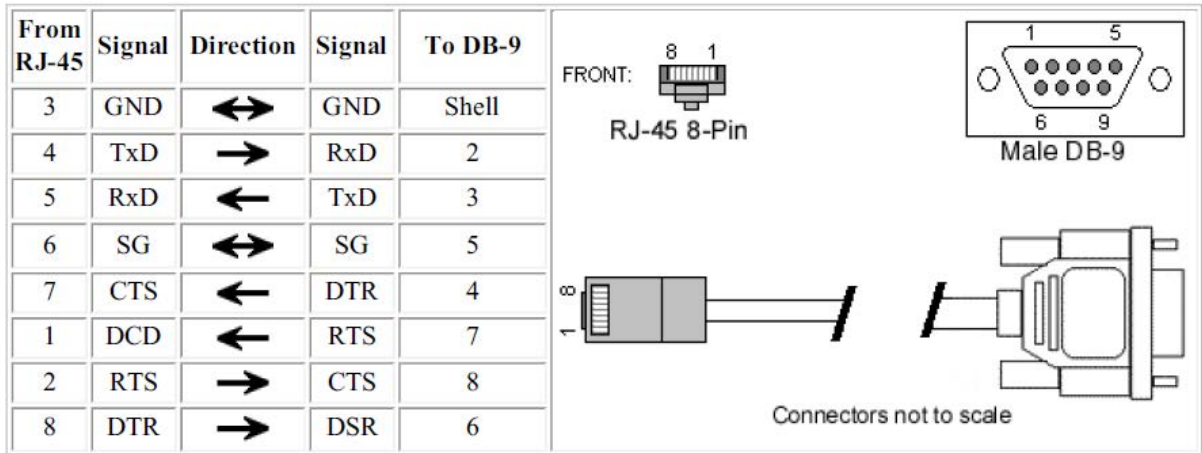 From RJ-45 Signal Direction Signal To DB-9
3 GND GND Shell
4 TxD RxD 2
5 RxD TxD 3
6 SG SG 5
7 CTS DTR 4
1 DCD RTS 7
2 RTS CTS 8
8 DTR DSR 6
8 1
FRONT:
RJ-45 8-Pin
1 5
6 9
Male DB-9
8
1
Connectors not to scale